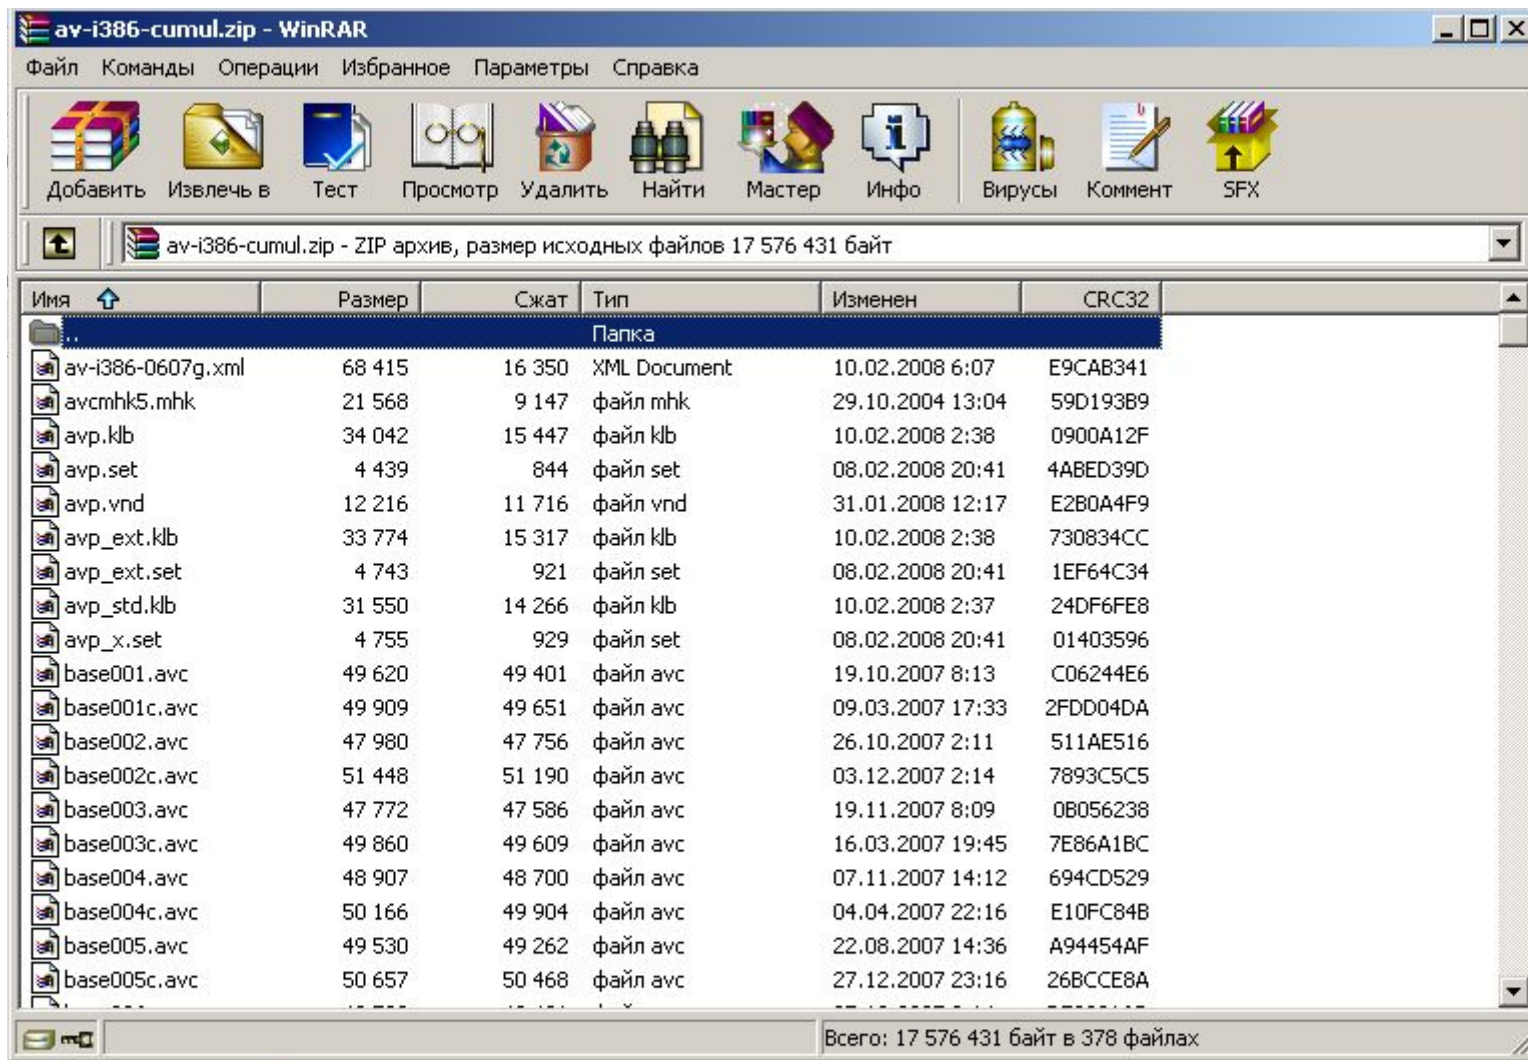 av-i386-cumul.zip - WinRAR
Файл Команды Операции Избранное Параметры Справка
Добавить Извлечь в Тест Просмотр Удалить Найти Мастер Инфо Вирусы Коммент SFX
av-i386-cumul.zip - ZIP архив, размер исходных файлов 17 576 431 байт
Имя Размер Сжат Тип Изменен CRC32
.. Папка
av-i386-0607g.xml 68 415 16 350 XML Document 10.02.2008 6:07 E9CAB341
avcmhk5.mhk 21 568 9 147 файл mhk 29.10.2004 13:04 59D193B9
avp.klb 34 042 15 447 файл klb 10.02.2008 2:38 0900A12F
avp.set 4 439 844 файл set 08.02.2008 20:41 4ABED39D
avp.vnd 12 216 11 716 файл vnd 31.01.2008 12:17 E2B0A4F9
avp_ext.klb 33 774 15 317 файл klb 10.02.2008 2:38 730834CC
avp_ext.set 4 743 921 файл set 08.02.2008 20:41 1EF64C34
avp_std.klb 31 550 14 266 файл klb 10.02.2008 2:37 24DF6FE8
avp_x.set 4 755 929 файл set 08.02.2008 20:41 01403596
base001.avc 49 620 49 401 файл avc 19.10.2007 8:13 C06244E6
base001c.avc 49 909 49 651 файл avc 09.03.2007 17:33 2FDD04DA
base002.avc 47 980 47 756 файл avc 26.10.2007 2:11 511AE516
base002c.avc 51 448 51 190 файл avc 03.12.2007 2:14 7893C5C5
base003.avc 47 772 47 586 файл avc 19.11.2007 8:09 0B056238
base003c.avc 49 860 49 609 файл avc 16.03.2007 19:45 7E86A1BC
base004.avc 48 907 48 700 файл avc 07.11.2007 14:12 694CD529
base004c.avc 50 166 49 904 файл avc 04.04.2007 22:16 E10FC84B
base005.avc 49 530 49 262 файл avc 22.08.2007 14:36 A94454AF
base005c.avc 50 657 50 468 файл avc 27.12.2007 23:16 26BCCE8A
Всего: 17 576 431 байт в 378 файлах